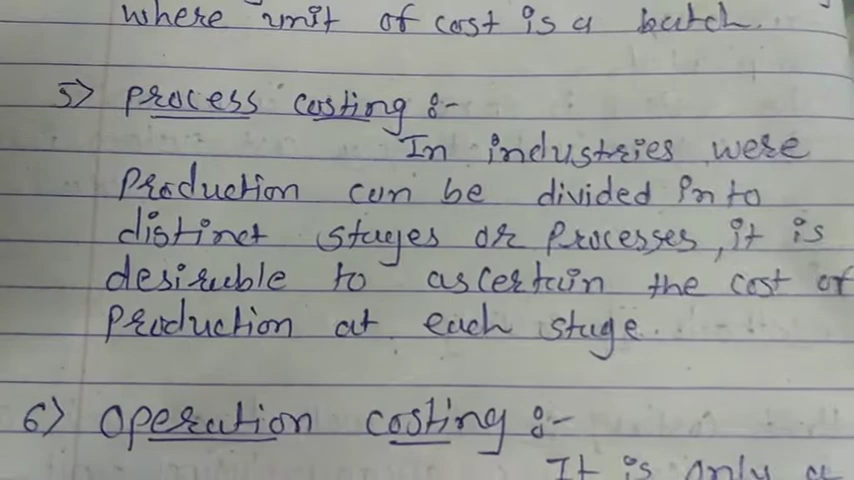 where unit of cost is a batch.
5) process costing :-
In industries were
production can be divided into
distinct stages or processes, it is
desirable to ascertain the cost of
production at each stage.
6) operation costing :-
It is only a